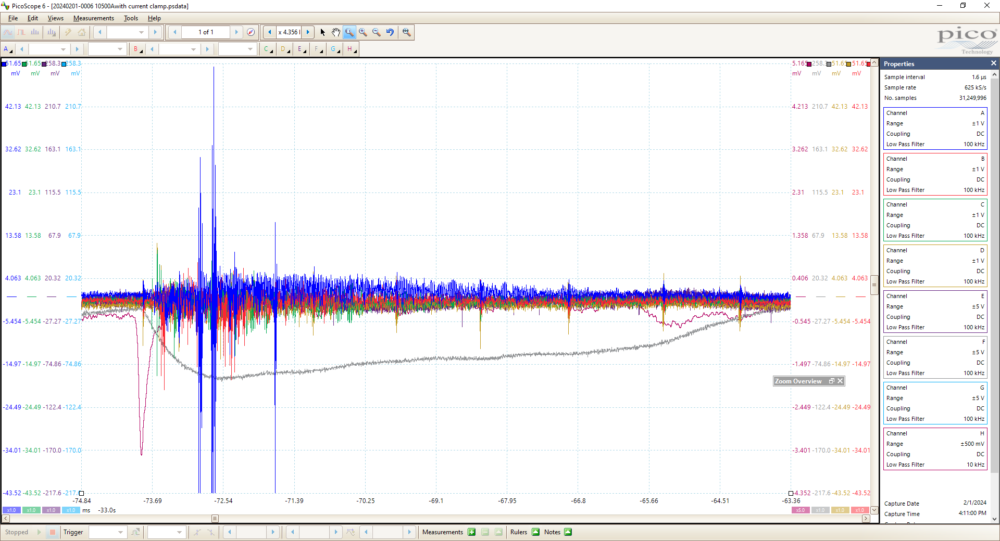 PicoScope 6 - [20240201-0006 10500Awith current clamp.psdata]
File Edit Views Measurements Tools Help
1 of 1 x 4.356
pico
Technology
A B C D E F G H
51.65 51.65 258.3 258.3 5.165 258.3 51.65 51.65
mV mV mV mV mV mV mV mV
42.13 42.13 210.7 210.7 4.213 210.7 42.13 42.13
32.62 32.62 163.1 163.1 3.262 163.1 32.62 32.62
23.1 23.1 115.5 115.5 2.31 115.5 23.1 23.1
13.58 13.58 67.9 67.9 1.358 67.9 13.58 13.58
4.063 4.063 20.32 20.32 0.406 20.32 4.063 4.063
-5.454 -5.454 -27.27 -27.27 -0.545 -27.27 -5.454 -5.454
-14.97 -14.97 -74.86 -74.86 -1.497 -74.86 -14.97 -14.97
Zoom Overview
-24.49 -24.49 -122.4 -122.4 -2.449 -122.4 -24.49 -24.49
-34.01 -34.01 -170.0 -170.0 -3.401 -170.0 -34.01 -34.01
-43.52 -43.52 -217.6 -217. -4.352 -217.6 -43.52 -43.52
-74.84 -73.69 -72.54 -71.39 -70.25 -69.1 -67.95 -66.8 -65.66 -64.51 -63.36
x1.0 x1.0 x1.0 x1.0 ms -33.0s x5.0 x1.0 x1.0 x1.0
Properties
Sample interval 1.6 µs
Sample rate 625 kS/s
No. samples 31,249,996
Channel A
Range ±1 V
Coupling DC
Low Pass Filter 100 kHz
Channel B
Range ±1 V
Coupling DC
Low Pass Filter 100 kHz
Channel C
Range ±1 V
Coupling DC
Low Pass Filter 100 kHz
Channel D
Range ±1 V
Coupling DC
Low Pass Filter 100 kHz
Channel E
Range ±5 V
Coupling DC
Low Pass Filter 100 kHz
Channel F
Range ±5 V
Coupling DC
Low Pass Filter 100 kHz
Channel G
Range ±5 V
Coupling DC
Low Pass Filter 100 kHz
Channel H
Range ±500 mV
Coupling DC
Low Pass Filter 10 kHz
Capture Date 2/1/2024
Capture Time 4:11:00 PM
Stopped Trigger Measurements Rulers Notes